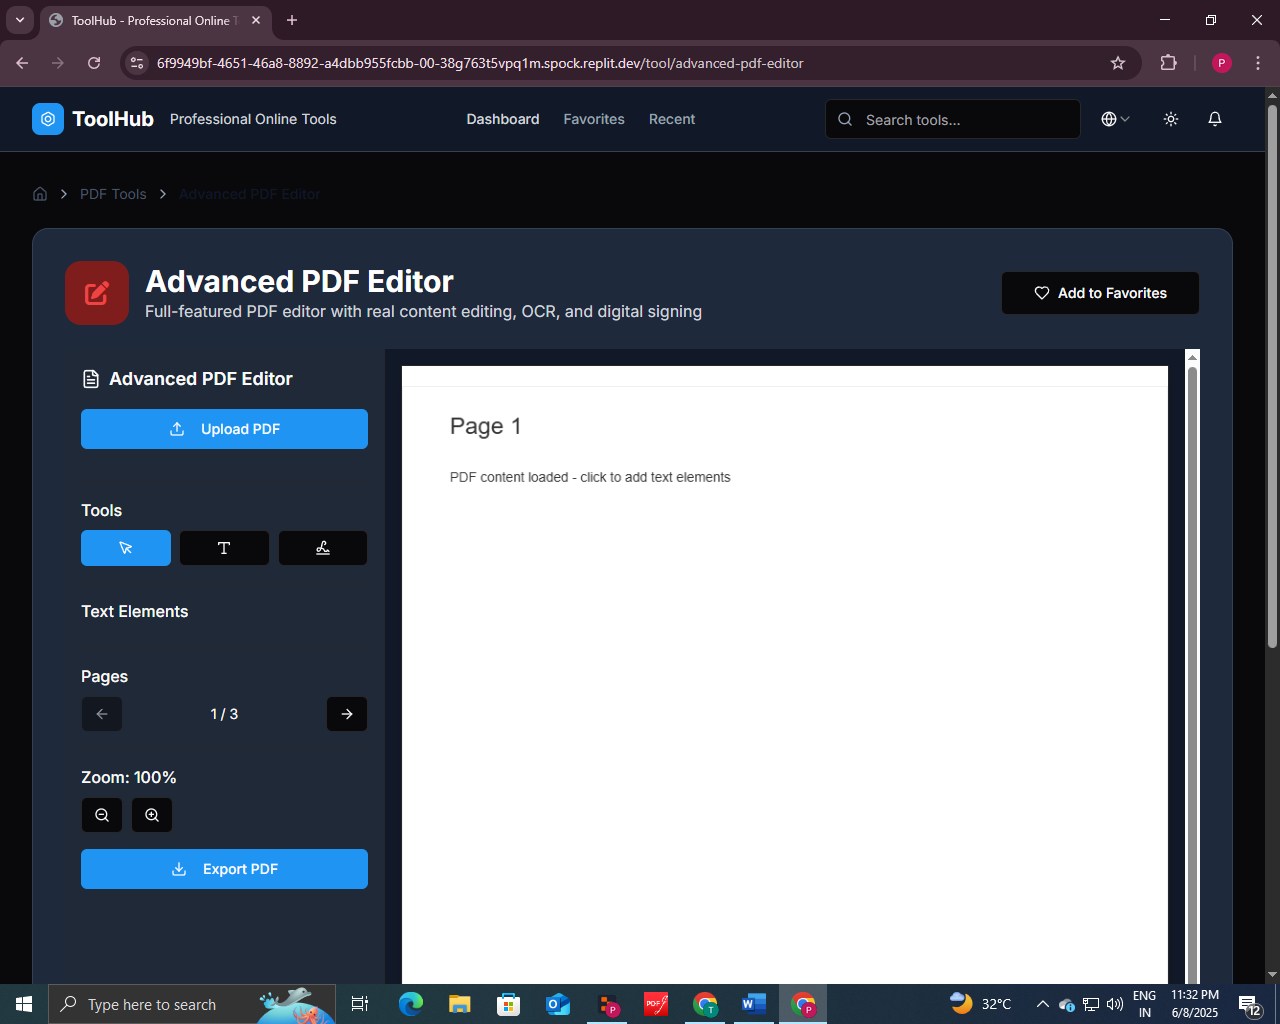 ToolHub - Professional Online T
6f9949bf-4651-46a8-8892-a4dbb955fcbb-00-38g763t5vpq1m.spock.replit.dev/tool/advanced-pdf-editor
P
ToolHub Professional Online Tools Dashboard Favorites Recent Search tools...
PDF Tools Advanced PDF Editor
Advanced PDF Editor
Full-featured PDF editor with real content editing, OCR, and digital signing
Add to Favorites
Advanced PDF Editor
Upload PDF
Tools
Text Elements
Pages
1 / 3
Zoom: 100%
Export PDF
Page 1
PDF content loaded - click to add text elements
Type here to search
P
PDF
T
W
P
32°C
ENG
IN
11:32 PM
6/8/2025
12